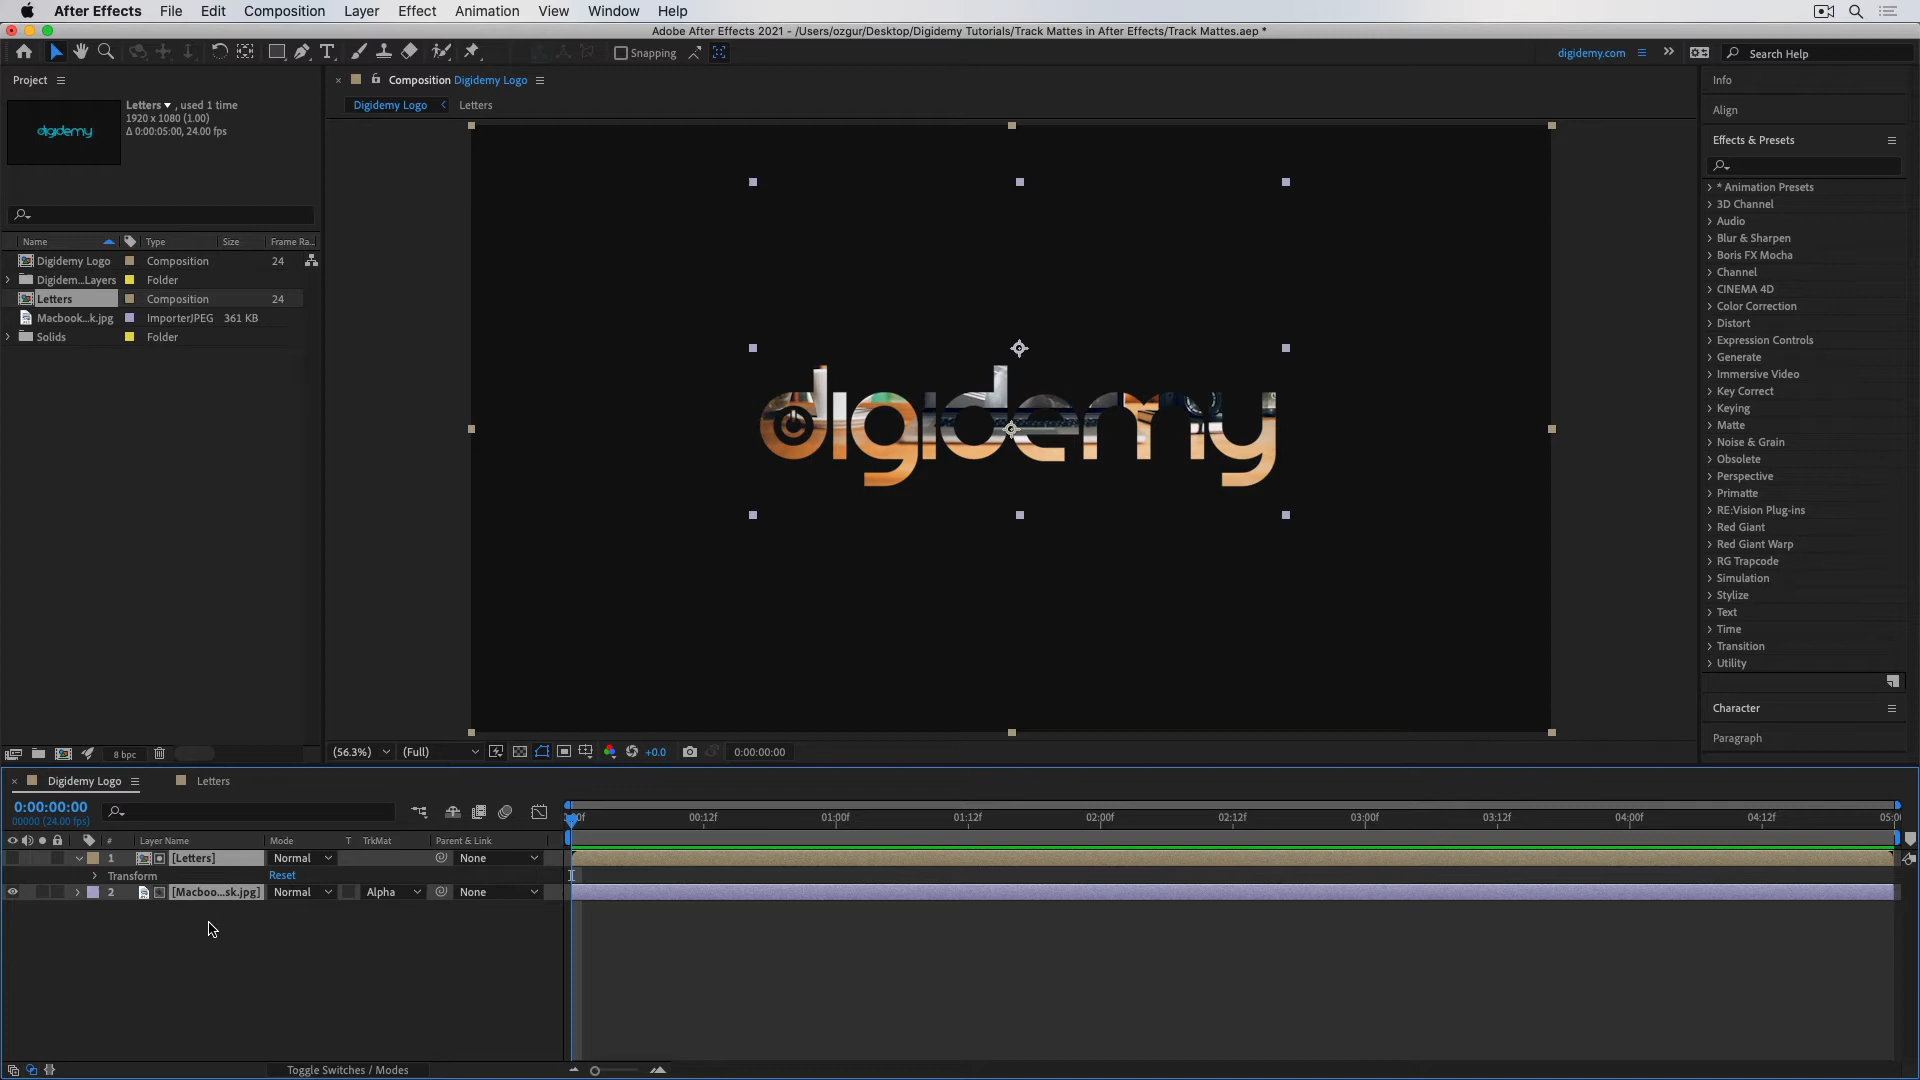 After Effects File Edit Composition Layer Effect Animation View Window Help
Adobe After Effects 2021 - /Users/ozgur/Desktop/Digidemy Tutorials/Track Mattes in After Effects/Track Mattes.aep *
Snapping
digidemy.com
Search Help
Project
Letters , used 1 time
1920 x 1080 (1.00)
Δ 0:00:05:00, 24.00 fps
digidemy
Name Type Size Frame Ra...
Digidemy Logo Composition 24
Digidem...Layers Folder
Letters Composition 24
Macbook...k.jpg ImporterJPEG 361 KB
Solids Folder
8 bpc
Composition Digidemy Logo
Digidemy Logo Letters
digidemy
(56.3%) (Full) +0.0 0:00:00:00
Info
Align
Effects & Presets
* Animation Presets
3D Channel
Audio
Blur & Sharpen
Boris FX Mocha
Channel
CINEMA 4D
Color Correction
Distort
Expression Controls
Generate
Immersive Video
Key Correct
Keying
Matte
Noise & Grain
Obsolete
Perspective
Primatte
RE:Vision Plug-ins
Red Giant
Red Giant Warp
RG Trapcode
Simulation
Stylize
Text
Time
Transition
Utility
Character
Paragraph
Digidemy Logo Letters
0:00:00:00
00000 (24.00 fps)
00:12f 01:00f 01:12f 02:00f 02:12f 03:00f 03:12f 04:00f 04:12f 05:0
# Layer Name Mode T TrkMat Parent & Link
1 [Letters] Normal None
Transform Reset
2 [Macboo...sk.jpg] Normal Alpha None
Toggle Switches / Modes